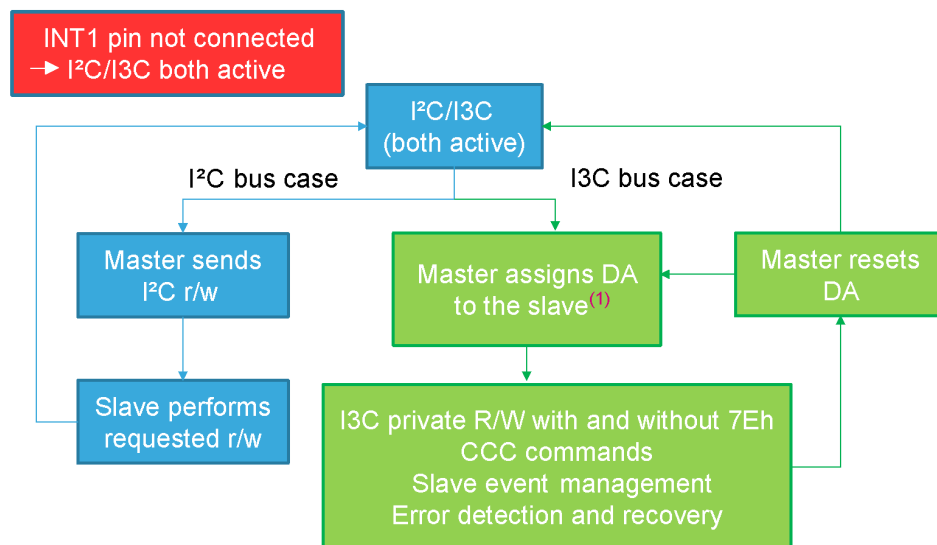 INT1 pin not connected
→ I²C/I3C both active
I²C/I3C
(both active)
I²C bus case
I3C bus case
Master sends
I²C r/w
Master assigns DA
to the slave(1)
Master resets
DA
Slave performs
requested r/w
I3C private R/W with and without 7Eh
CCC commands
Slave event management
Error detection and recovery